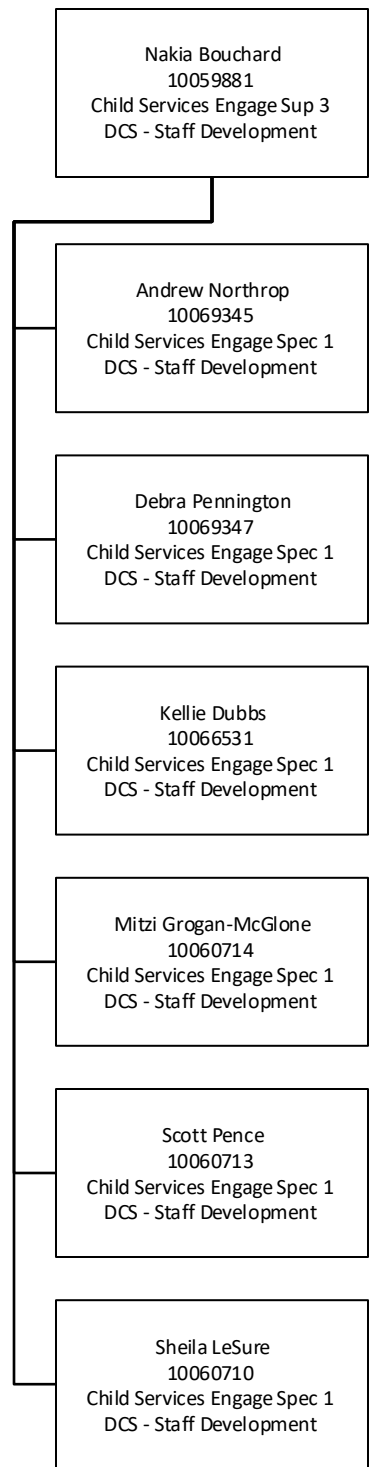 Nakia Bouchard
10059881
Child Services Engage Sup 3
DCS - Staff Development
Andrew Northrop
10069345
Child Services Engage Spec 1
DCS - Staff Development
Debra Pennington
10069347
Child Services Engage Spec 1
DCS - Staff Development
Kellie Dubbs
10066531
Child Services Engage Spec 1
DCS - Staff Development
Mitzi Grogan-McGlone
10060714
Child Services Engage Spec 1
DCS - Staff Development
Scott Pence
10060713
Child Services Engage Spec 1
DCS - Staff Development
Sheila LeSure
10060710
Child Services Engage Spec 1
DCS - Staff Development